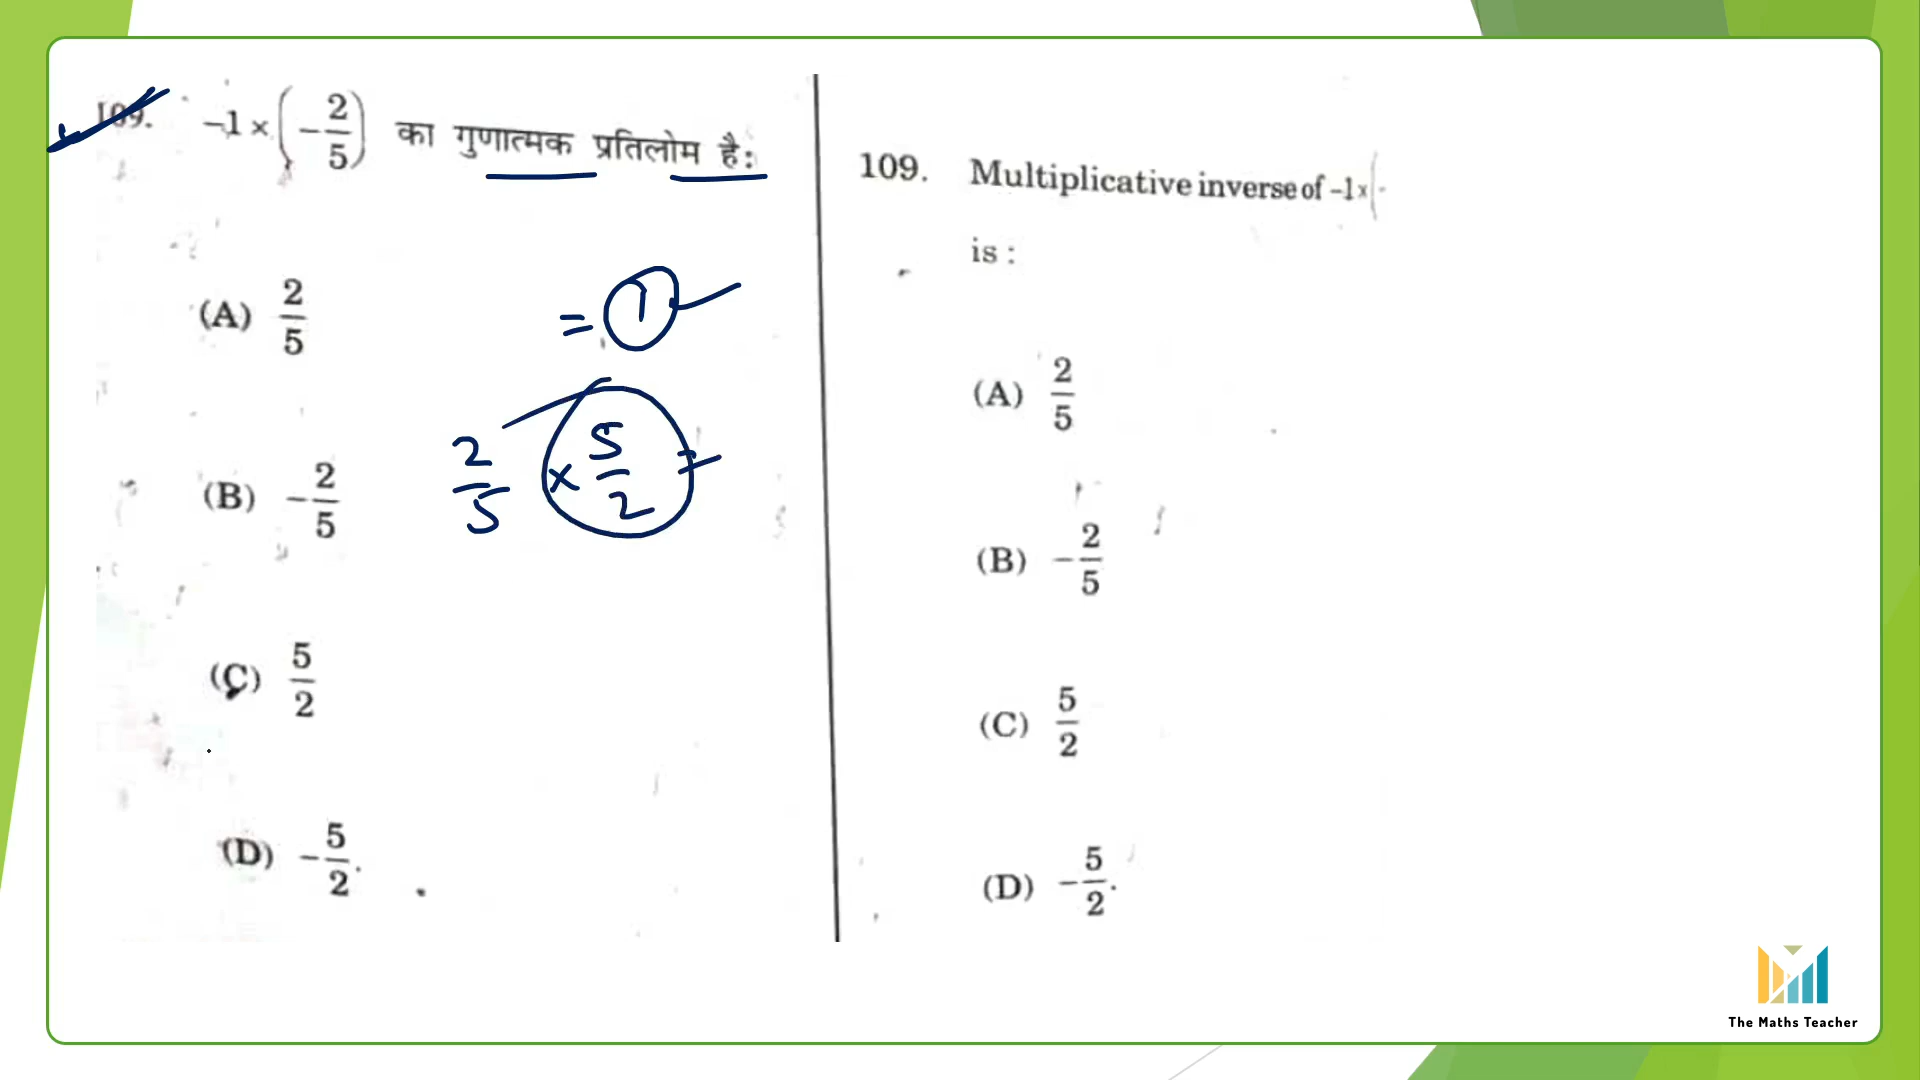 109. -1 × (-2/5) का गुणात्मक प्रतिलोम है:
(A) 2/5
(B) -2/5
(C) 5/2
(D) -5/2.
= 1
2/5 × 5/2 =
109. Multiplicative inverse of -1 × (-
is :
(A) 2/5
(B) -2/5
(C) 5/2
(D) -5/2.
The Maths Teacher